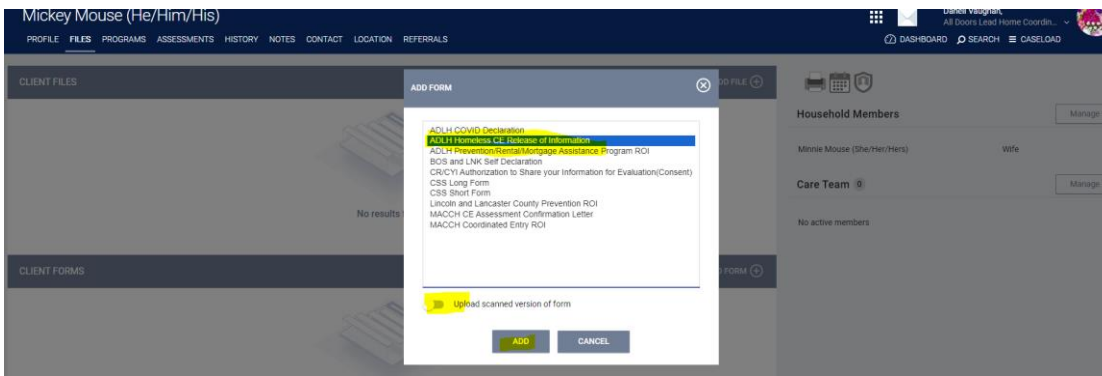 Mickey Mouse (He/Him/His)
Danell Vaughan,
All Doors Lead Home Coordin...
PROFILE FILES PROGRAMS ASSESSMENTS HISTORY NOTES CONTACT LOCATION REFERRALS
DASHBOARD SEARCH CASELOAD
CLIENT FILES
DD FILE
ADD FORM
ADLH COVID Declaration
ADLH Homeless CE Release of Information
ADLH Prevention/Rental/Mortgage Assistance Program ROI
BOS and LNK Self Declaration
CR/CYI Authorization to Share your Information for Evaluation(Consent)
CSS Long Form
CSS Short Form
Lincoln and Lancaster County Prevention ROI
MACCH CE Assessment Confirmation Letter
MACCH Coordinated Entry ROI
No results
Upload scanned version of form
ADD CANCEL
CLIENT FORMS
FORM
Household Members
Manage
Minnie Mouse (She/Her/Hers) Wife
Care Team 0
Manage
No active members